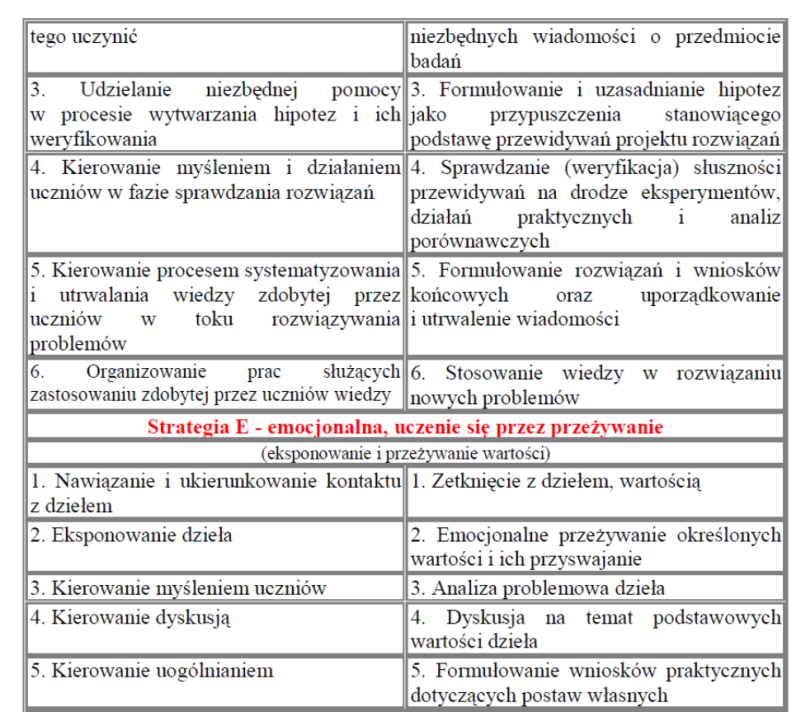 tego uczynić
niezbędnych wiadomości o przedmiocie
badań
3. Udzielanie niezbędnej pomocy
w procesie wytwarzania hipotez i ich
weryfikowania
3. Formułowanie i uzasadnianie hipotez
jako przypuszczenia stanowiącego
podstawę przewidywań projektu rozwiązań
4. Kierowanie myśleniem i działaniem
uczniów w fazie sprawdzania rozwiązań
4. Sprawdzanie (weryfikacja) słuszności
przewidywań na drodze eksperymentów,
działań praktycznych i analiz
porównawczych
5. Kierowanie procesem systematyzowania
i utrwalania wiedzy zdobytej przez
uczniów w toku rozwiązywania
problemów
5. Formułowanie rozwiązań i wniosków
końcowych oraz uporządkowanie
i utrwalenie wiadomości
6. Organizowanie prac służących
zastosowaniu zdobytej przez uczniów wiedzy
6. Stosowanie wiedzy w rozwiązaniu
nowych problemów
Strategia E - emocjonalna, uczenie się przez przeżywanie
(eksponowanie i przeżywanie wartości)
1. Nawiązanie i ukierunkowanie kontaktu
z dziełem
1. Zetknięcie z dziełem, wartością
2. Eksponowanie dzieła
2. Emocjonalne przeżywanie określonych
wartości i ich przyswajanie
3. Kierowanie myśleniem uczniów
3. Analiza problemowa dzieła
4. Kierowanie dyskusją
4. Dyskusja na temat podstawowych
wartości dzieła
5. Kierowanie uogólnianiem
5. Formułowanie wniosków praktycznych
dotyczących postaw własnych